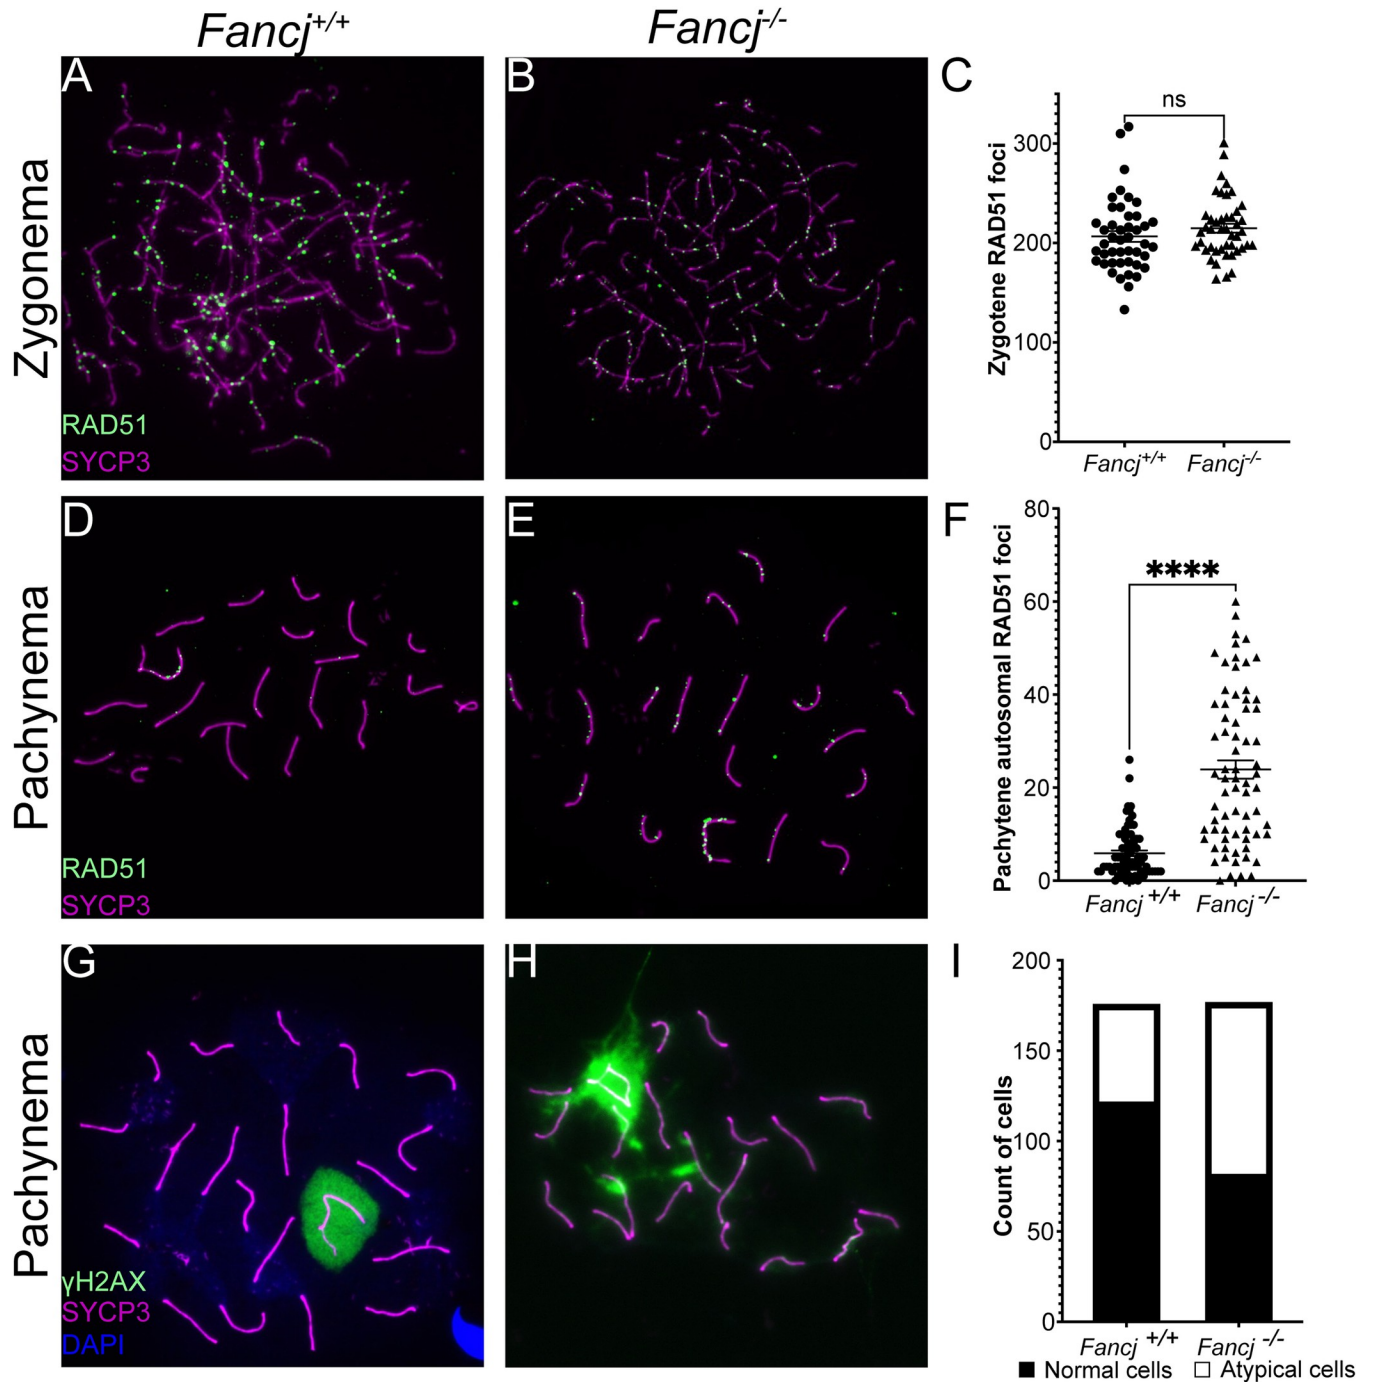 Fancj+/+
Fancj-/-
Zygonema
A
RAD51
SYCP3
B
C
ns
Zygotene RAD51 foci
300
200
100
0
Fancj+/+
Fancj-/-
Pachynema
D
RAD51
SYCP3
E
F
****
Pachytene autosomal RAD51 foci
80
60
40
20
0
Fancj +/+
Fancj -/-
Pachynema
G
γH2AX
SYCP3
DAPI
H
I
Count of cells
200
150
100
50
0
Fancj +/+
Fancj -/-
Normal cells
Atypical cells